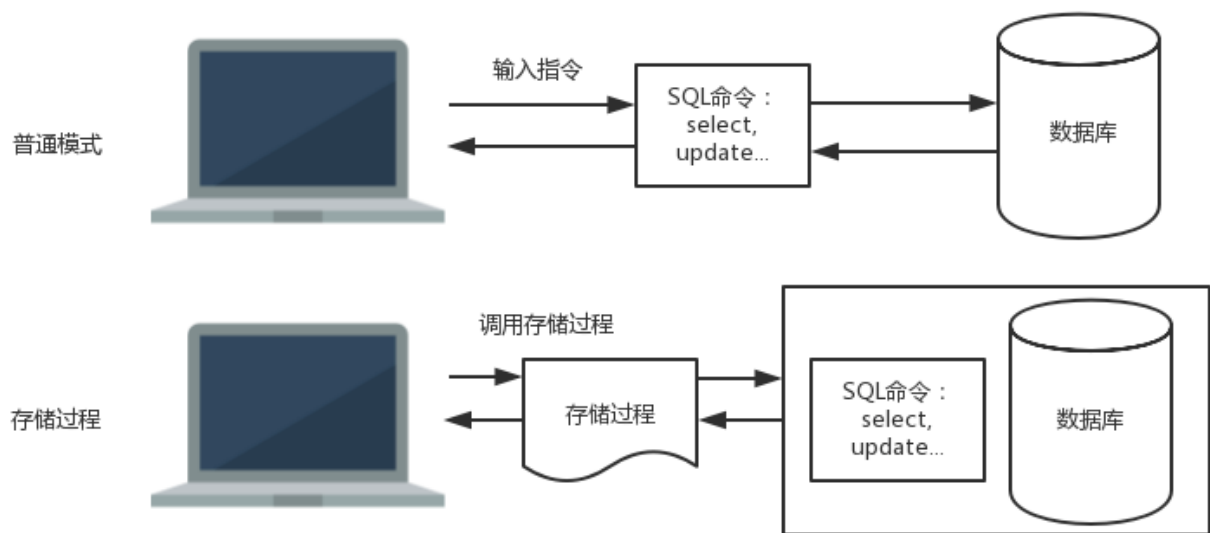 普通模式
输入指令
SQL命令：
select,
update...
数据库
存储过程
调用存储过程
存储过程
SQL命令：
select,
update...
数据库